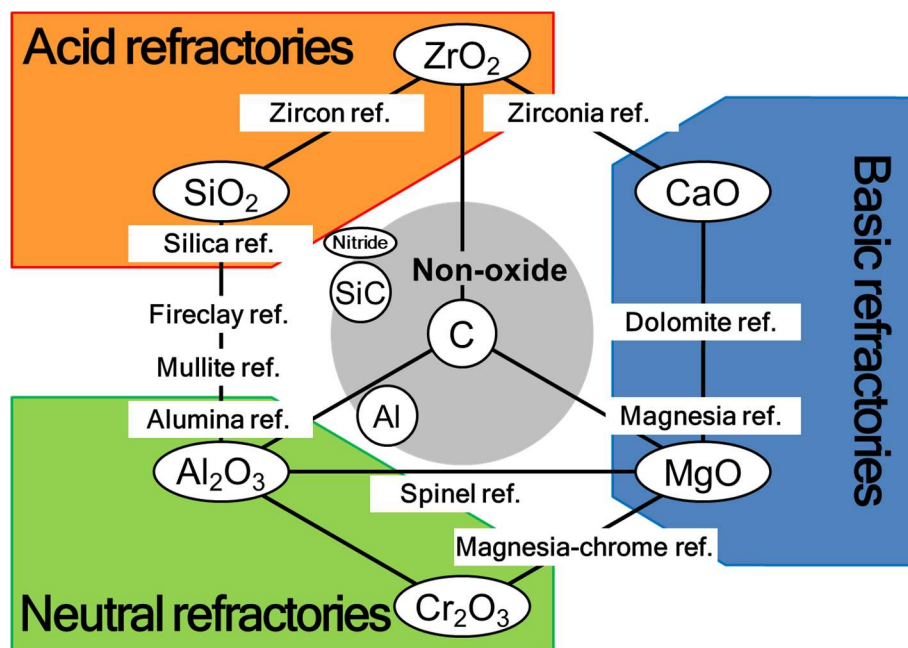 Acid refractories
ZrO₂
Zircon ref.
Zirconia ref.
SiO₂
CaO
Silica ref.
Nitride
Non-oxide
SiC
Fireclay ref.
C
Dolomite ref.
Mullite ref.
Alumina ref.
Al
Magnesia ref.
Al₂O₃
MgO
Spinel ref.
Magnesia-chrome ref.
Neutral refractories
Cr₂O₃
Basic refractories